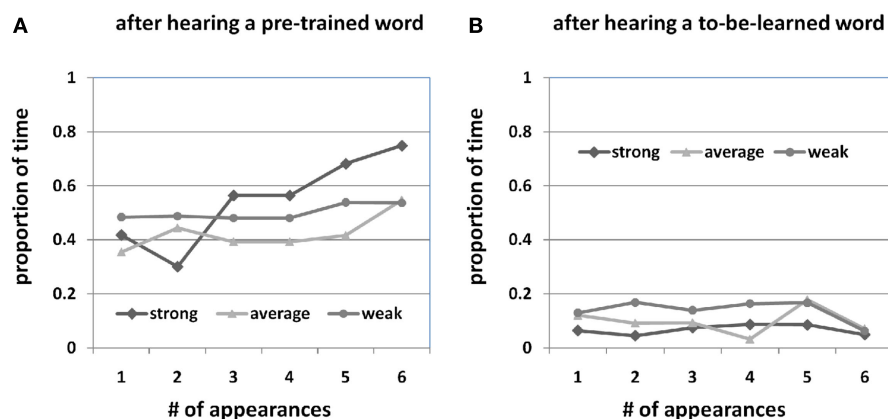 A
after hearing a pre-trained word
proportion of time
1
0.8
0.6
0.4
0.2
0
strong average weak
1 2 3 4 5 6
# of appearances
B
after hearing a to-be-learned word
proportion of time
1
0.8
0.6
0.4
0.2
0
strong average weak
1 2 3 4 5 6
# of appearances